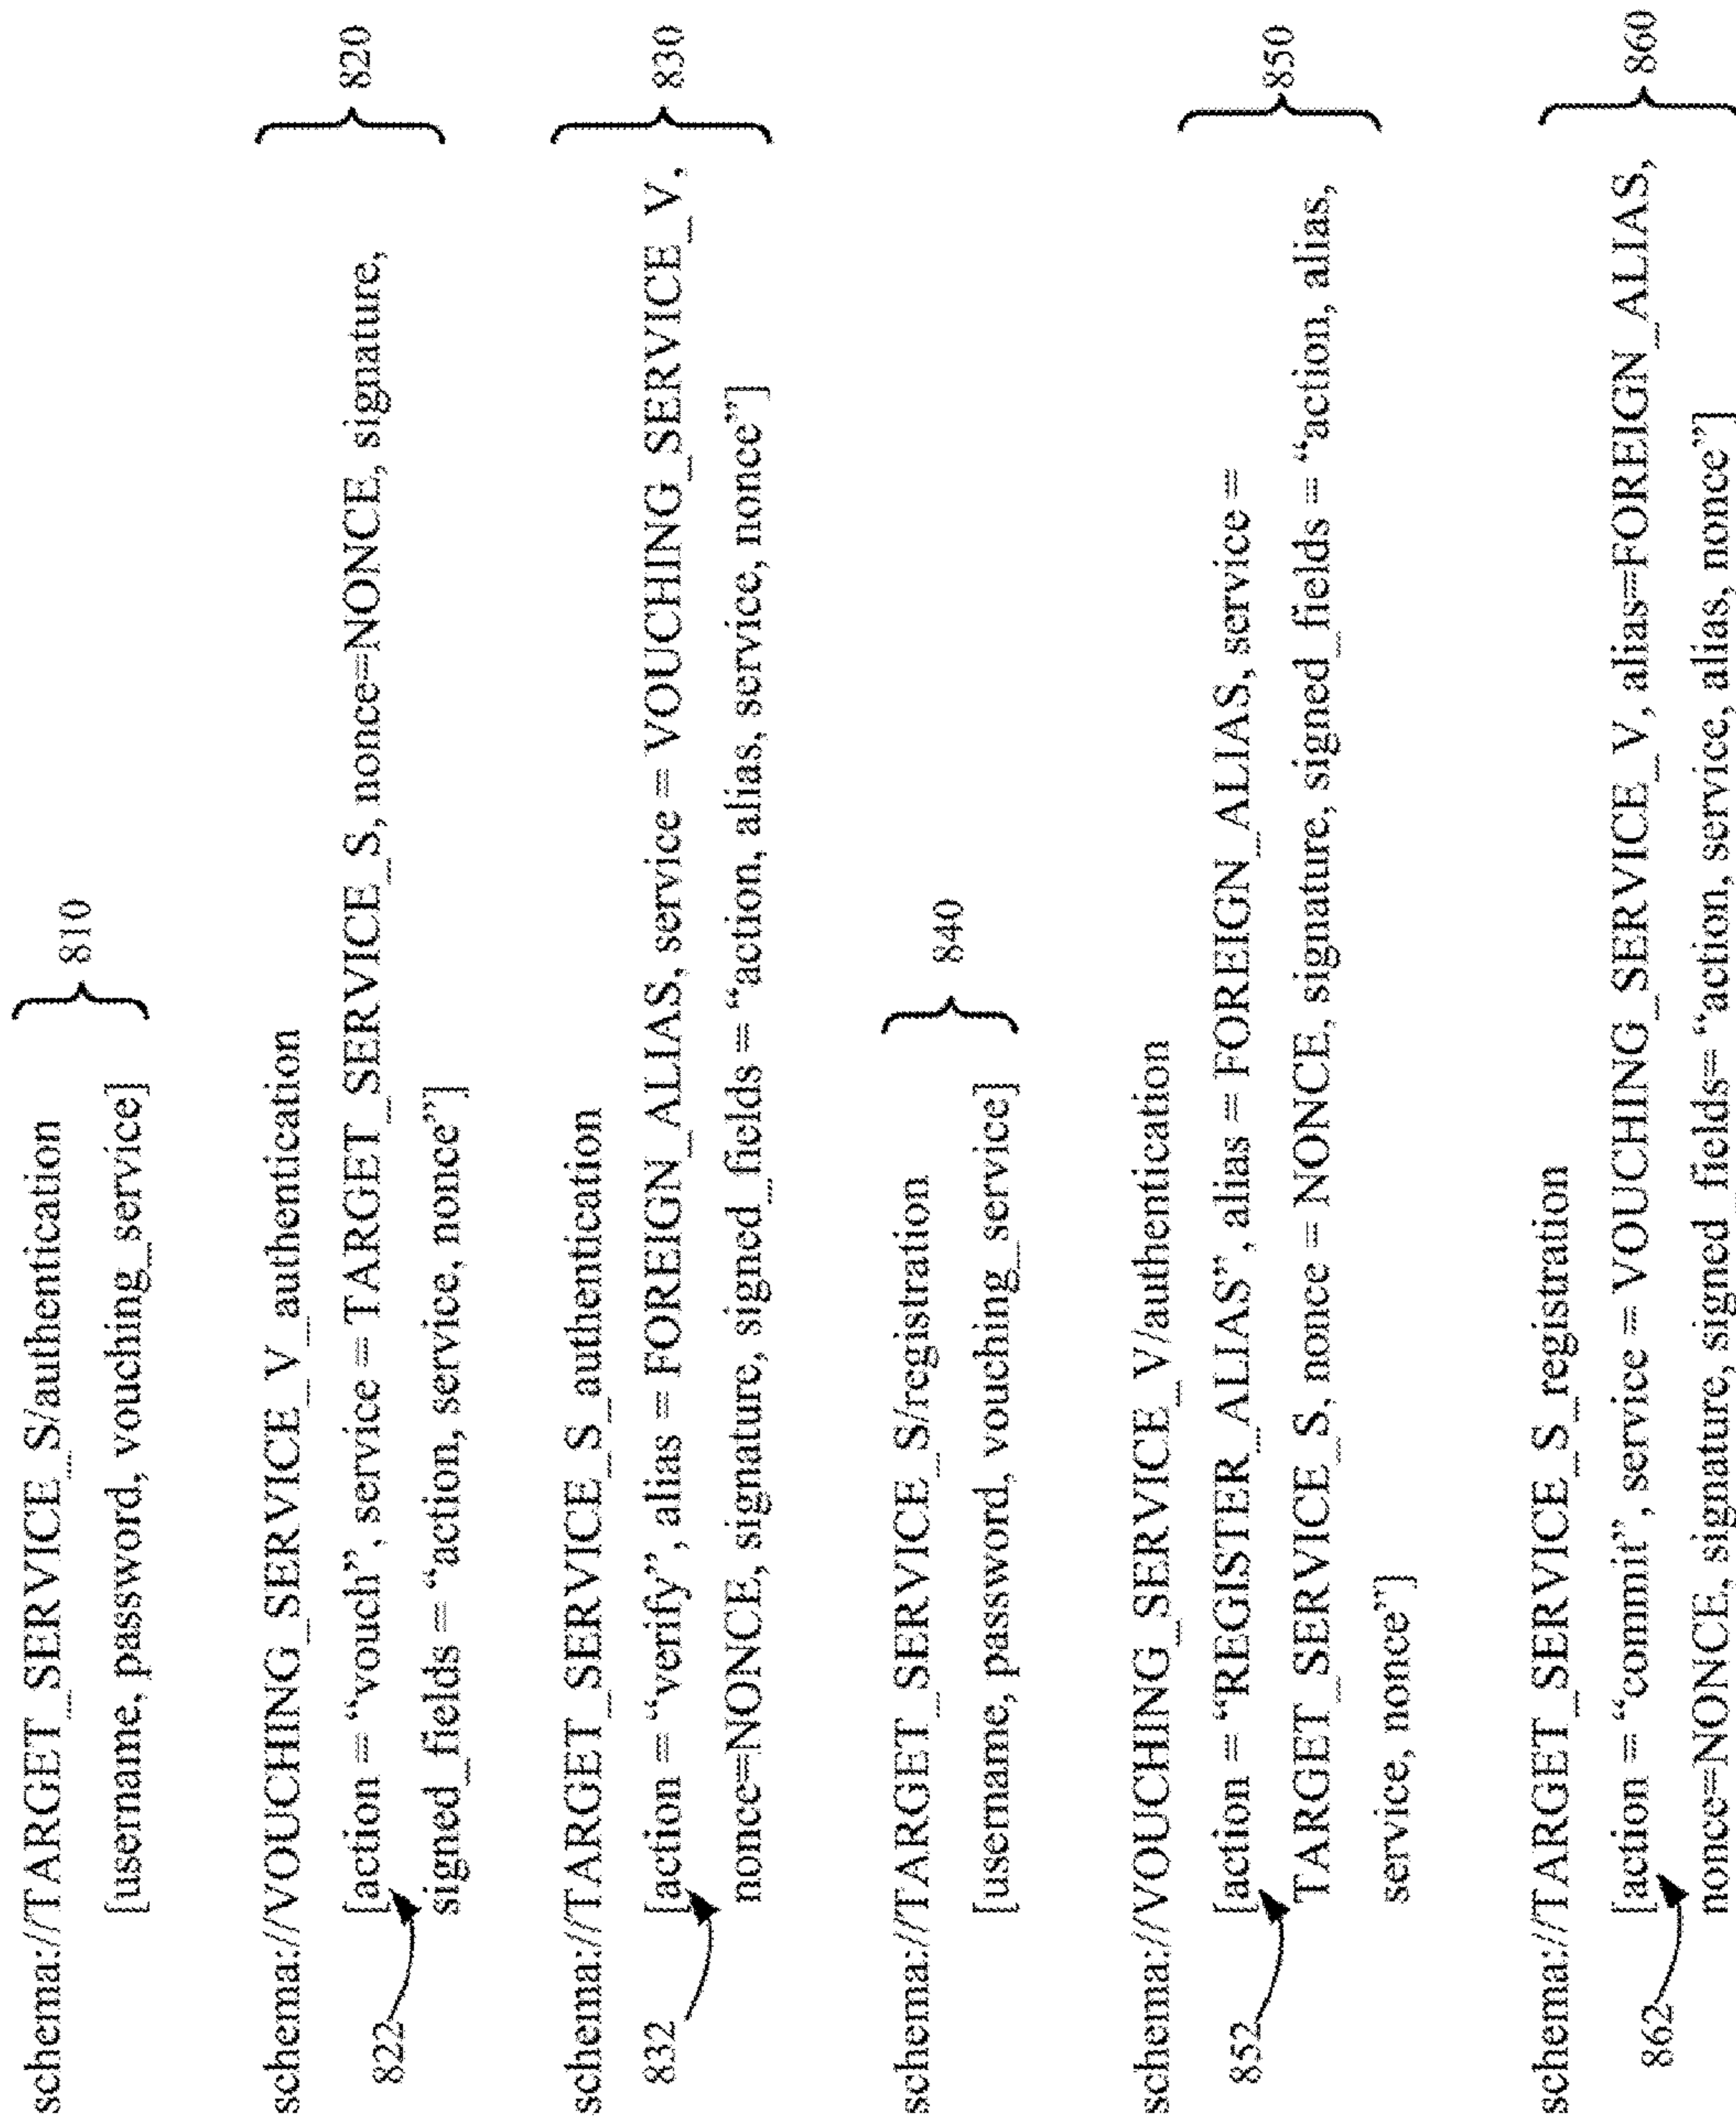 schema://TARGET_SERVICE_S/authentication
[username, password, vouching_service]
810
schema://VOUCHING_SERVICE_V_authentication
[action = “vouch”, service = TARGET_SERVICE_S, nonce=NONCE, signature,
signed_fields = “action, service, nonce”]
820
822
schema://TARGET_SERVICE_S_authentication
[action = “verify”, alias = FOREIGN_ALIAS, service = VOUCHING_SERVICE_V,
nonce=NONCE, signature, signed_fields = “action, alias, service, nonce”]
830
832
schema://TARGET_SERVICE_S/registration
[username, password, vouching_service]
840
schema://VOUCHING_SERVICE_V/authentication
[action = “REGISTER_ALIAS”, alias = FOREIGN_ALIAS, service =
TARGET_SERVICE_S, nonce = NONCE, signature, signed_fields = “action, alias,
service, nonce”]
850
852
schema://TARGET_SERVICE_S_registration
[action = “commit”, service = VOUCHING_SERVICE_V, alias=FOREIGN_ALIAS,
nonce=NONCE, signature, signed_fields= “action, service, alias, nonce”]
860
862